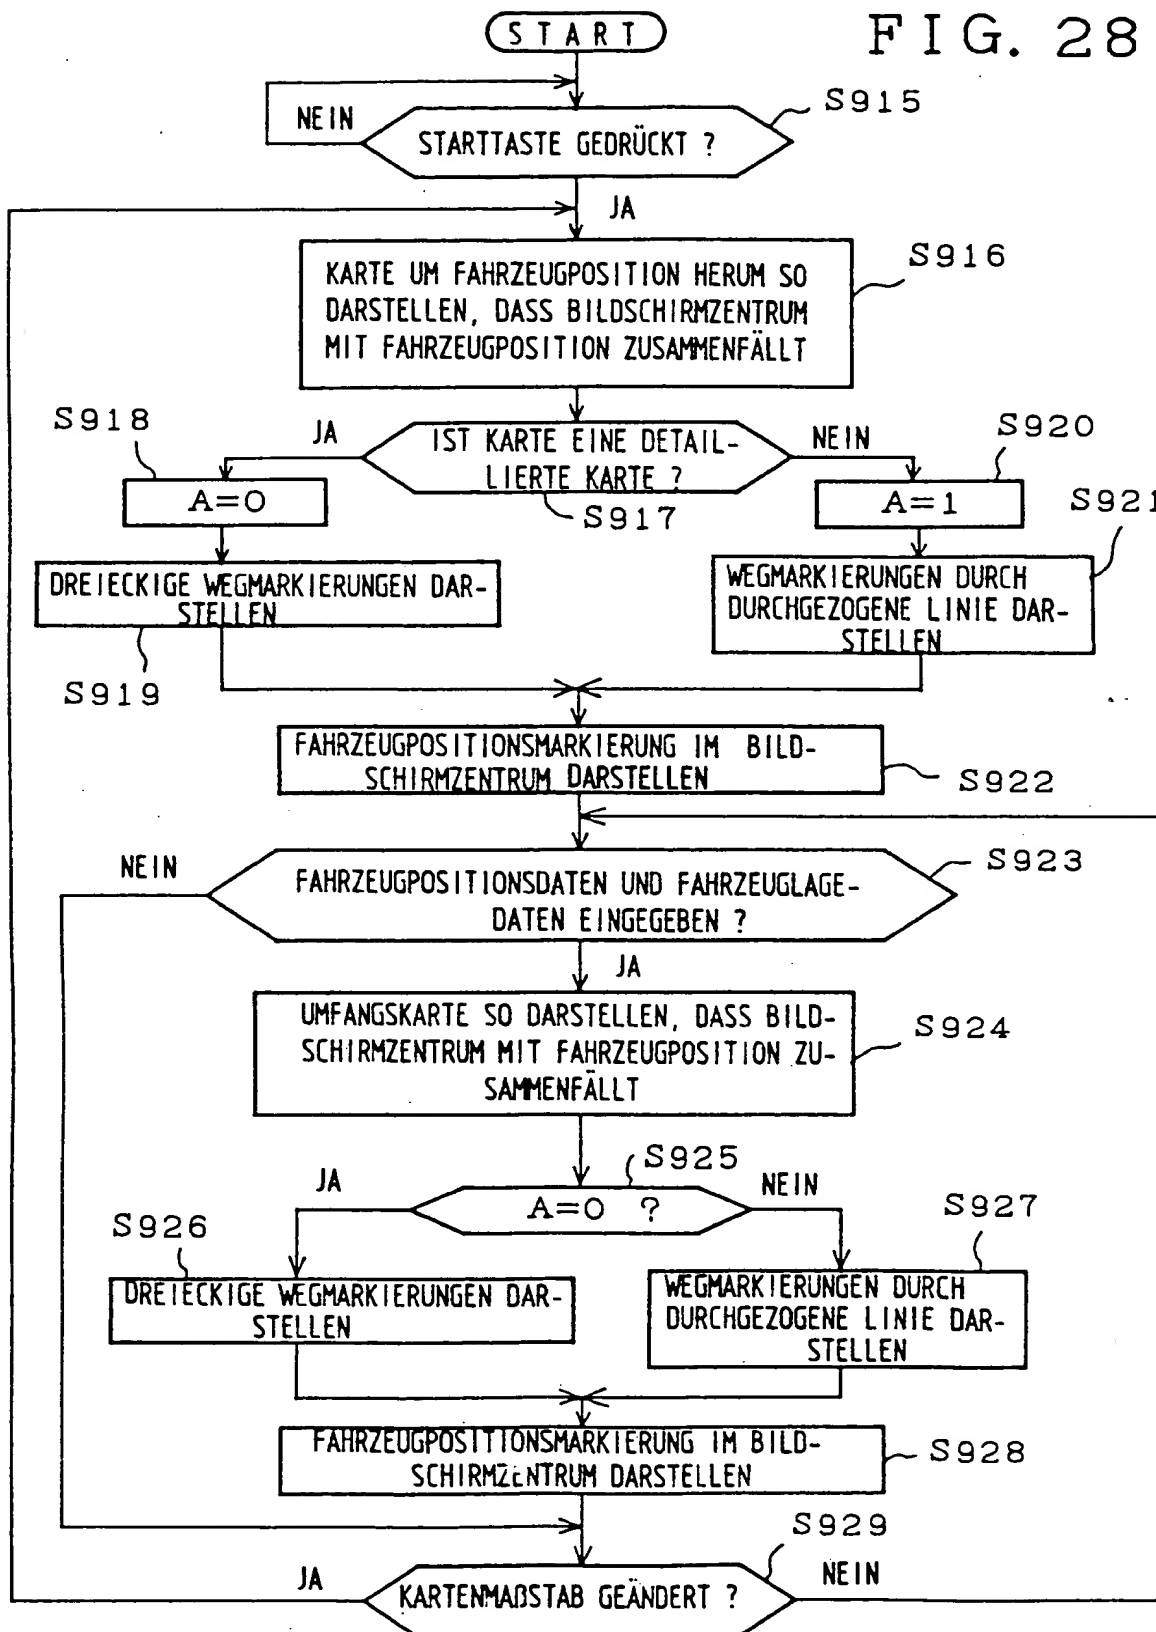 START
FIG. 28
NEIN
S915
STARTTASTE GEDRÜCKT ?
JA
S916
KARTE UM FAHRZEUGPOSITION HERUM SO
DARSTELLEN, DASS BILDSCHIRMZENTRUM
MIT FAHRZEUGPOSITION ZUSAMMENFÄLLT
S918
JA
IST KARTE EINE DETAIL-
LIERTE KARTE ?
NEIN
S920
A=0
S917
A=1
S921
DREIECKIGE WEGMARKIERUNGEN DAR-
STELLEN
WEGMARKIERUNGEN DURCH
DURCHGEZOGENE LINIE DAR-
STELLEN
S919
FAHRZEUGPOSITIONSMARKIERUNG IM BILD-
SCHIRMZENTRUM DARSTELLEN
S922
NEIN
S923
FAHRZEUGPOSITIONSDATEN UND FAHRZEUGLAGE-
DATEN EINGEGEBEN ?
JA
UMFANGSKARTE SO DARSTELLEN, DASS BILD-
SCHIRMZENTRUM MIT FAHRZEUGPOSITION ZU-
SAMMENFÄLLT
S924
S925
JA
A=0 ?
NEIN
S926
S927
DREIECKIGE WEGMARKIERUNGEN DAR-
STELLEN
WEGMARKIERUNGEN DURCH
DURCHGEZOGENE LINIE DAR-
STELLEN
FAHRZEUGPOSITIONSMARKIERUNG IM BILD-
SCHIRMZENTRUM DARSTELLEN
S928
S929
JA
KARTENMAßSTAB GEÄNDERT ?
NEIN